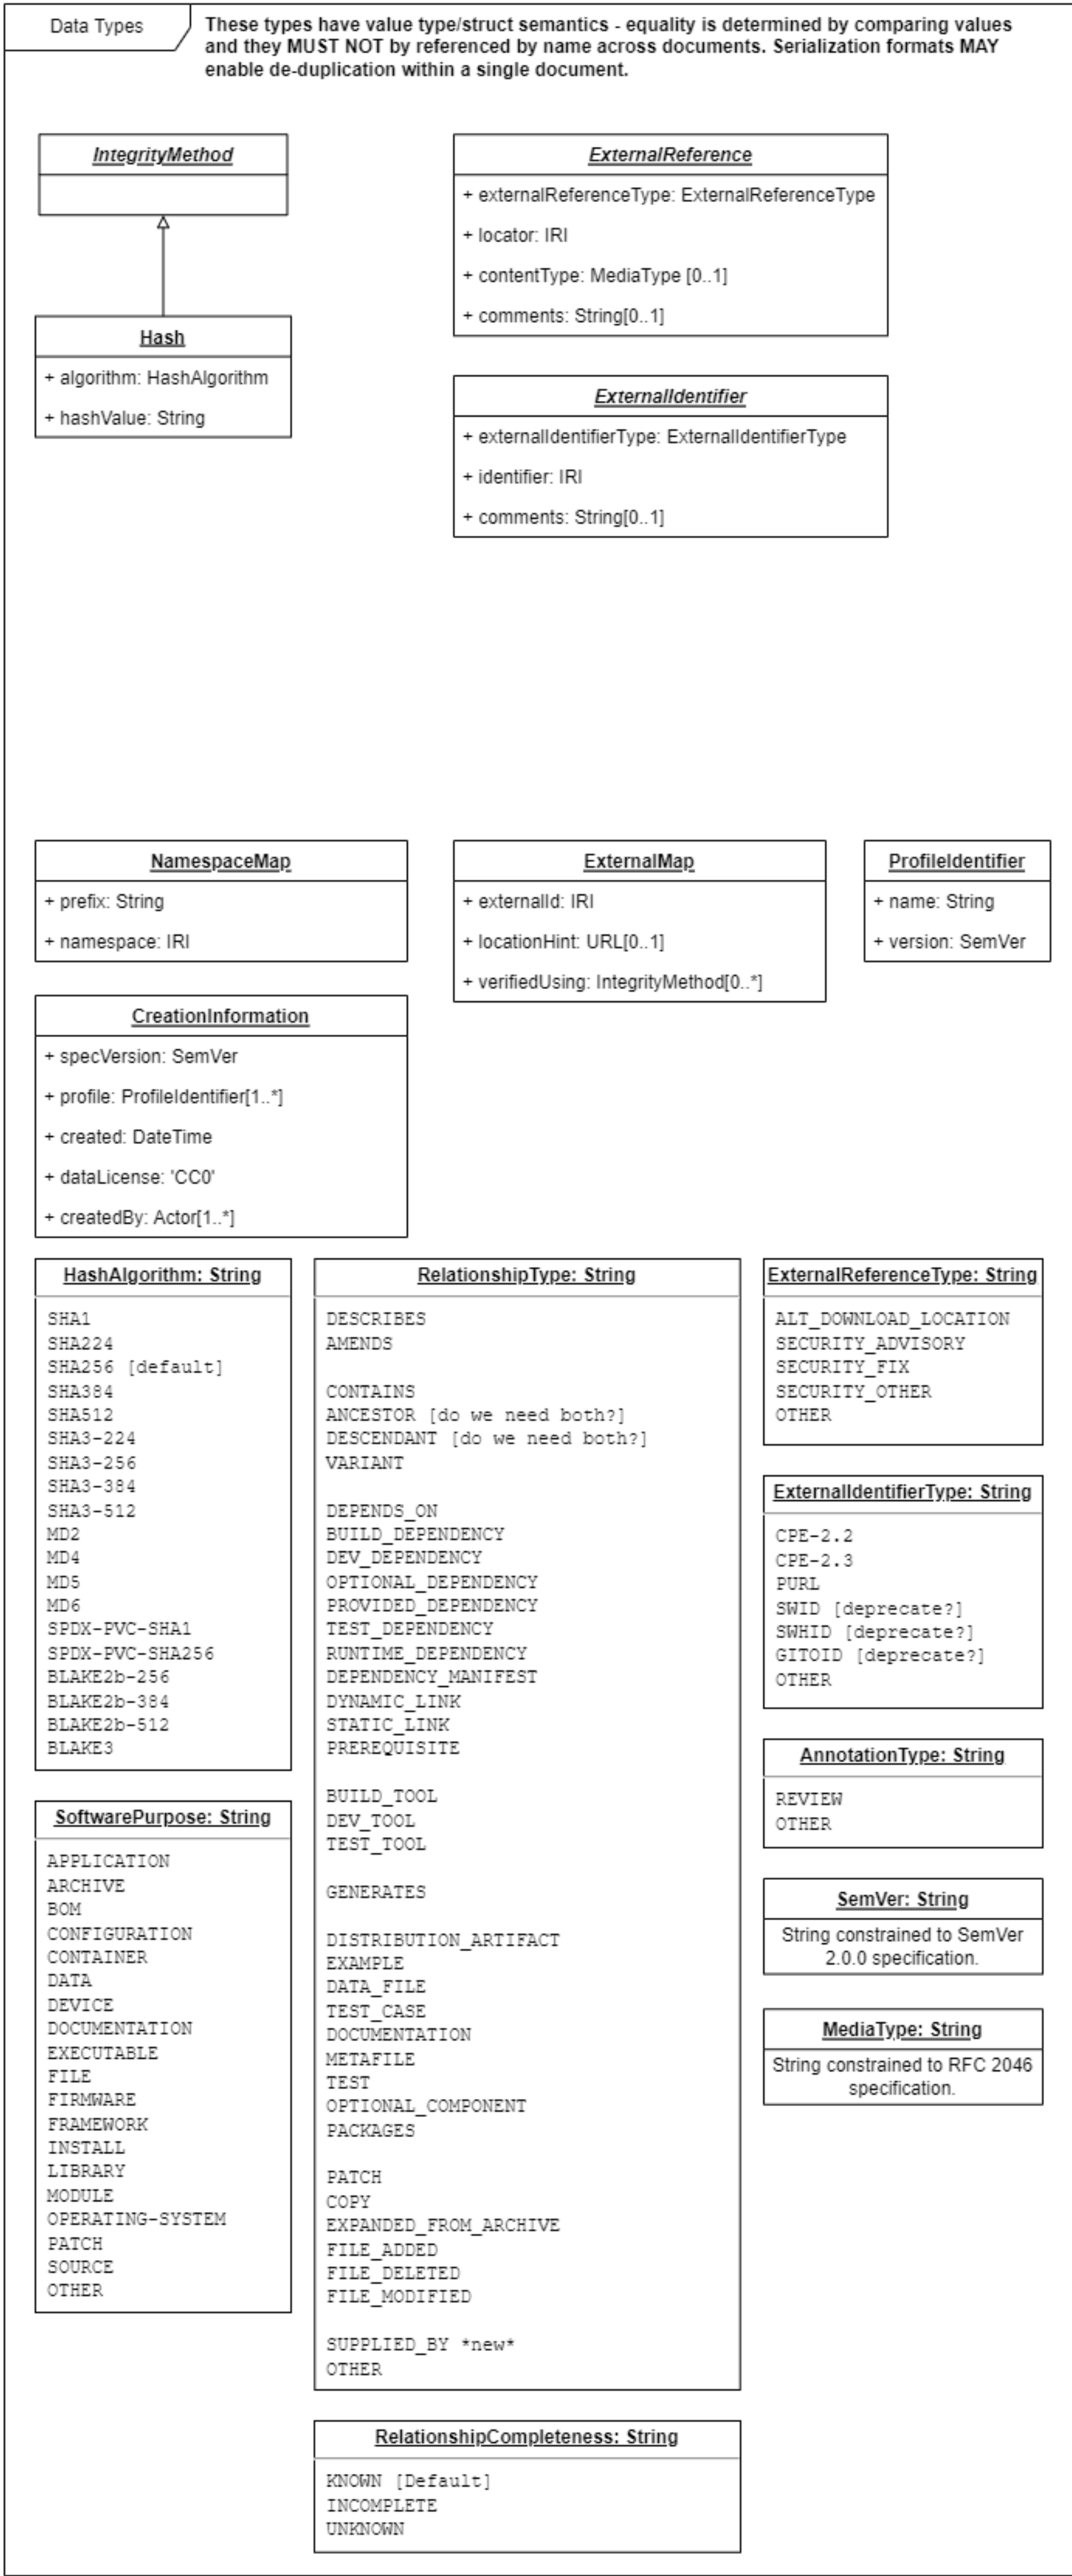 Data Types
These types have value type/struct semantics - equality is determined by comparing values
and they MUST NOT by referenced by name across documents. Serialization formats MAY
enable de-duplication within a single document.
IntegrityMethod
Hash
+ algorithm: HashAlgorithm
+ hashValue: String
ExternalReference
+ externalReferenceType: ExternalReferenceType
+ locator: IRI
+ contentType: MediaType [0..1]
+ comments: String[0..1]
ExternalIdentifier
+ externalIdentifierType: ExternalIdentifierType
+ identifier: IRI
+ comments: String[0..1]
NamespaceMap
+ prefix: String
+ namespace: IRI
ExternalMap
+ externalId: IRI
+ locationHint: URL[0..1]
+ verifiedUsing: IntegrityMethod[0..*]
ProfileIdentifier
+ name: String
+ version: SemVer
CreationInformation
+ specVersion: SemVer
+ profile: ProfileIdentifier[1..*]
+ created: DateTime
+ dataLicense: 'CC0'
+ createdBy: Actor[1..*]
HashAlgorithm: String
SHA1
SHA224
SHA256 [default]
SHA384
SHA512
SHA3-224
SHA3-256
SHA3-384
SHA3-512
MD2
MD4
MD5
MD6
SPDX-PVC-SHA1
SPDX-PVC-SHA256
BLAKE2b-256
BLAKE2b-384
BLAKE2b-512
BLAKE3
SoftwarePurpose: String
APPLICATION
ARCHIVE
BOM
CONFIGURATION
CONTAINER
DATA
DEVICE
DOCUMENTATION
EXECUTABLE
FILE
FIRMWARE
FRAMEWORK
INSTALL
LIBRARY
MODULE
OPERATING-SYSTEM
PATCH
SOURCE
OTHER
RelationshipType: String
DESCRIBES
AMENDS
CONTAINS
ANCESTOR [do we need both?]
DESCENDANT [do we need both?]
VARIANT
DEPENDS_ON
BUILD_DEPENDENCY
DEV_DEPENDENCY
OPTIONAL_DEPENDENCY
PROVIDED_DEPENDENCY
TEST_DEPENDENCY
RUNTIME_DEPENDENCY
DEPENDENCY_MANIFEST
DYNAMIC_LINK
STATIC_LINK
PREREQUISITE
BUILD_TOOL
DEV_TOOL
TEST_TOOL
GENERATES
DISTRIBUTION_ARTIFACT
EXAMPLE
DATA_FILE
TEST_CASE
DOCUMENTATION
METAFILE
TEST
OPTIONAL_COMPONENT
PACKAGES
PATCH
COPY
EXPANDED_FROM_ARCHIVE
FILE_ADDED
FILE_DELETED
FILE_MODIFIED
SUPPLIED_BY *new*
OTHER
RelationshipCompleteness: String
KNOWN [Default]
INCOMPLETE
UNKNOWN
ExternalReferenceType: String
ALT_DOWNLOAD_LOCATION
SECURITY_ADVISORY
SECURITY_FIX
SECURITY_OTHER
OTHER
ExternalIdentifierType: String
CPE-2.2
CPE-2.3
PURL
SWID [deprecate?]
SWHID [deprecate?]
GITOID [deprecate?]
OTHER
AnnotationType: String
REVIEW
OTHER
SemVer: String
String constrained to SemVer
2.0.0 specification.
MediaType: String
String constrained to RFC 2046
specification.